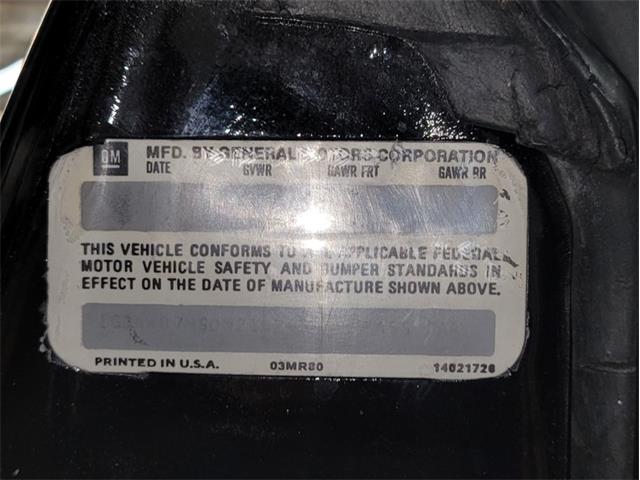 GM MFD. BY GENERAL MOTORS CORPORATION
DATE GVWR GAWR FRT GAWR RR
THIS VEHICLE CONFORMS TO ALL APPLICABLE FEDERAL
MOTOR VEHICLE SAFETY AND BUMPER STANDARDS IN
EFFECT ON THE DATE OF MANUFACTURE SHOWN ABOVE.
PRINTED IN U.S.A. 03MR80 14021720